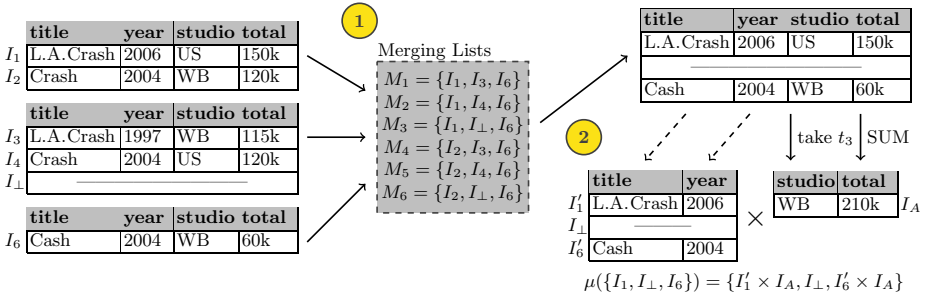 title year studio total
I₁ L.A.Crash 2006 US 150k
I₂ Crash 2004 WB 120k
title year studio total
I₃ L.A.Crash 1997 WB 115k
I₄ Crash 2004 US 120k
I⊥
title year studio total
I₆ Cash 2004 WB 60k
1
Merging Lists
M₁ = {I₁, I₃, I₆}
M₂ = {I₁, I₄, I₆}
M₃ = {I₁, I⊥, I₆}
M₄ = {I₂, I₃, I₆}
M₅ = {I₂, I₄, I₆}
M₆ = {I₂, I⊥, I₆}
2
title year studio total
L.A.Crash 2006 US 150k
Cash 2004 WB 60k
take t₃ SUM
title year
I′₁ L.A.Crash 2006
I⊥
I′₆ Cash 2004
×
studio total
WB 210k I_A
μ({I₁, I⊥, I₆}) = {I′₁ × I_A, I⊥, I′₆ × I_A}